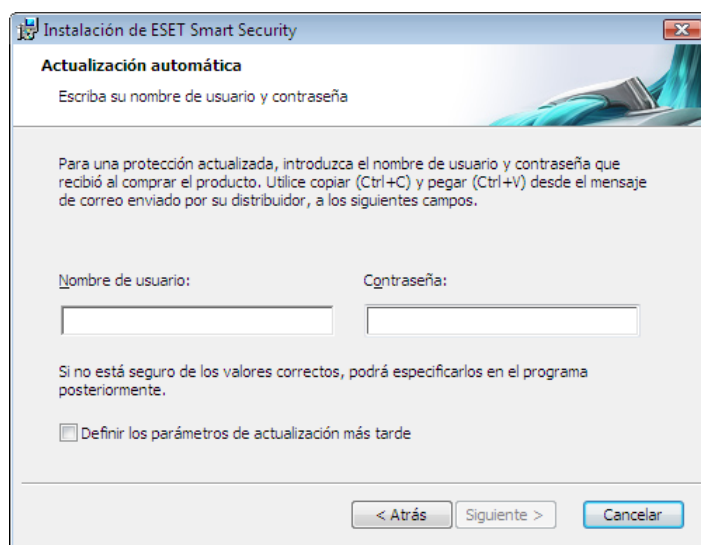 Instalación de ESET Smart Security
Actualización automática
Escriba su nombre de usuario y contraseña
Para una protección actualizada, introduzca el nombre de usuario y contraseña que
recibió al comprar el producto. Utilice copiar (Ctrl+C) y pegar (Ctrl+V) desde el mensaje
de correo enviado por su distribuidor, a los siguientes campos.
Nombre de usuario: Contraseña:
Si no está seguro de los valores correctos, podrá especificarlos en el programa
posteriormente.
Definir los parámetros de actualización más tarde
< Atrás Siguiente > Cancelar